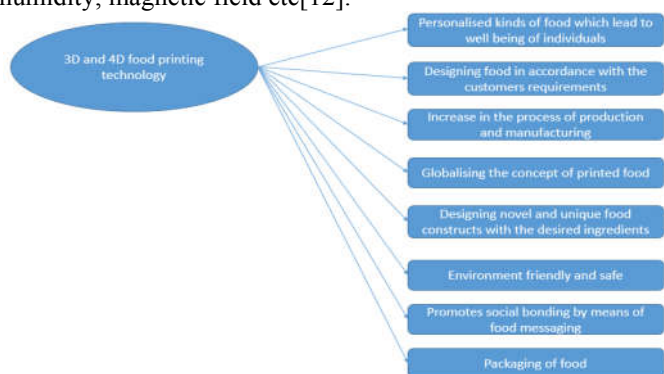 humidity, magnetic field etc[12].
3D and 4D food printing
technology
Personalised kinds of food which lead to
well being of individuals
Designing food in accordance with the
customers requirements
Increase in the process of production
and manufacturing
Globalising the concept of printed food
Designing novel and unique food
constructs with the desired ingredients
Environment friendly and safe
Promotes social bonding by means of
food messaging
Packaging of food